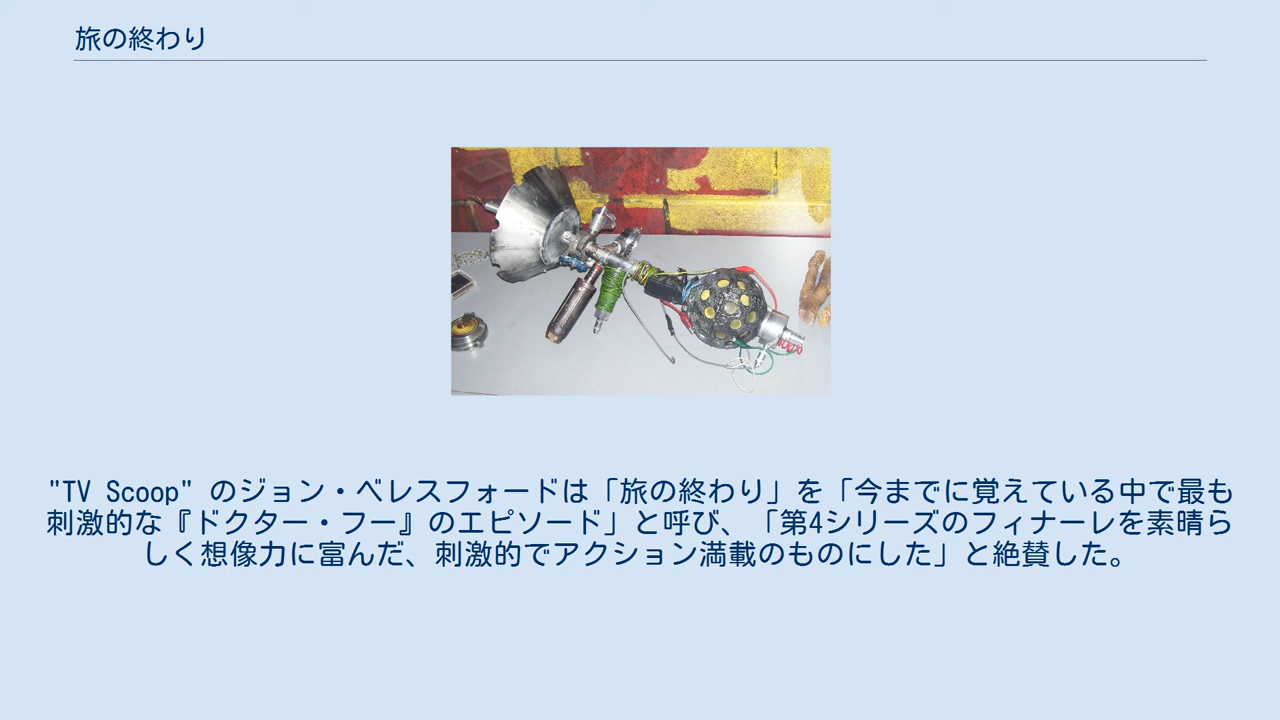 旅の終わり
"TV Scoop" のジョン・ベレスフォードは「旅の終わり」を「今までに覚えている中で最も
刺激的な『ドクター・フー』のエピソード」と呼び、「第4シリーズのフィナーレを素晴ら
しく想像力に富んだ、刺激的でアクション満載のものにした」と絶賛した。